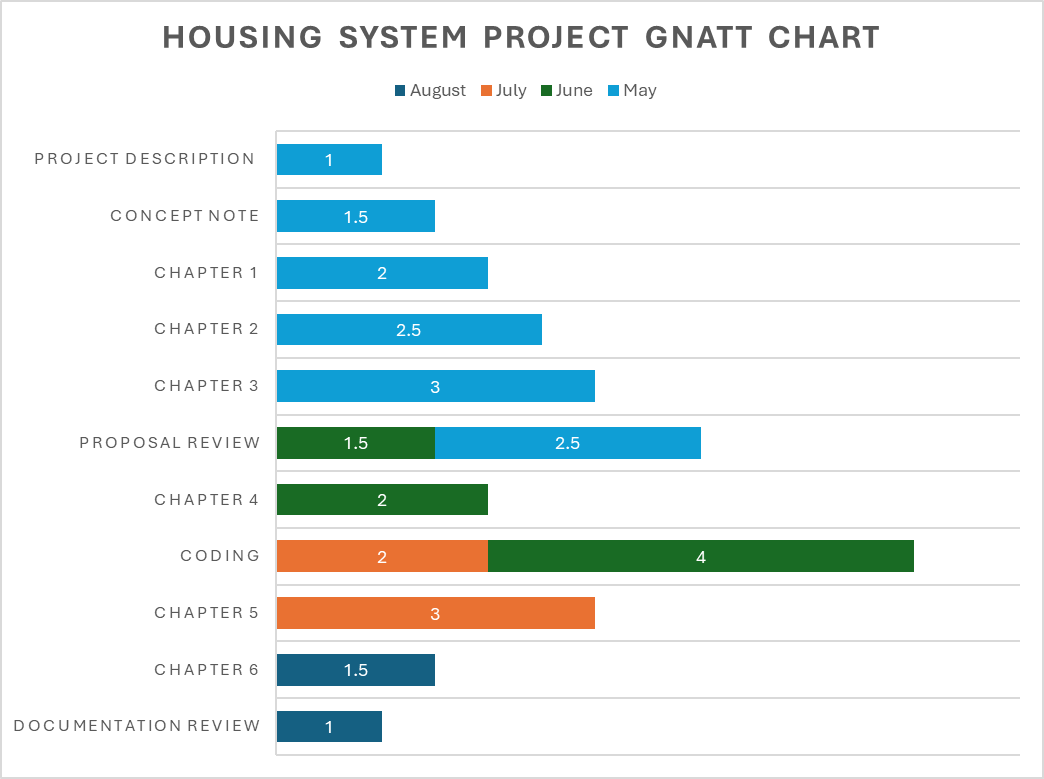 HOUSING SYSTEM PROJECT GNATT CHART
August July June May
PROJECT DESCRIPTION 1
CONCEPT NOTE 1.5
CHAPTER 1 2
CHAPTER 2 2.5
CHAPTER 3 3
PROPOSAL REVIEW 1.5 2.5
CHAPTER 4 2
CODING 2 4
CHAPTER 5 3
CHAPTER 6 1.5
DOCUMENTATION REVIEW 1